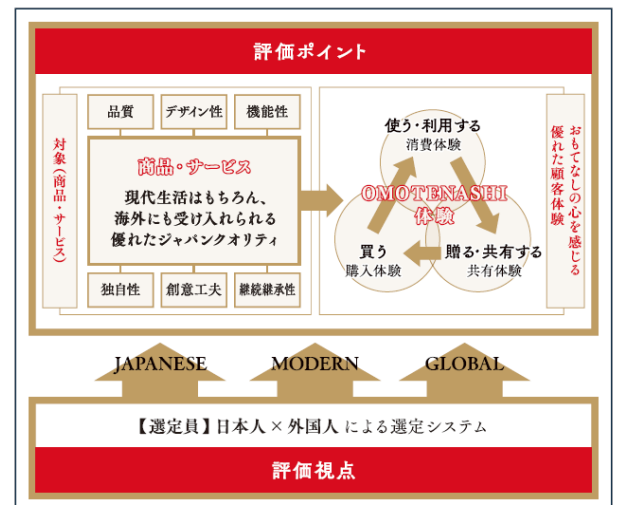 評価ポイント
対象（商品・サービス）
品質
デザイン性
機能性
商品・サービス
現代生活はもちろん、
海外にも受け入れられる
優れたジャパンクオリティ
独自性
創意工夫
継続継承性
使う・利用する
消費体験
OMOTENASHI
体験
買う
購入体験
贈る・共有する
共有体験
おもてなしの心を感じる
優れた顧客体験
JAPANESE
MODERN
GLOBAL
【選定員】日本人×外国人による選定システム
評価視点